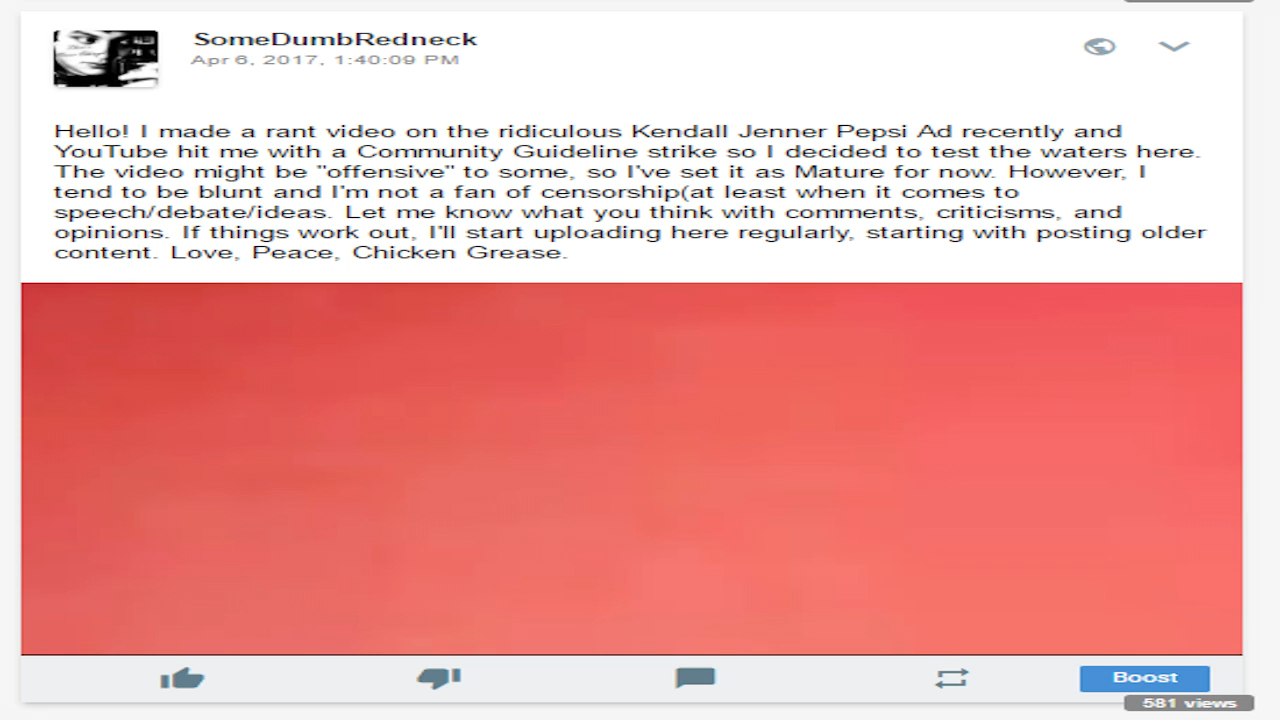 SomeDumbRedneck
Apr 6, 2017, 1:40:09 PM
Hello! I made a rant video on the ridiculous Kendall Jenner Pepsi Ad recently and
YouTube hit me with a Community Guideline strike so I decided to test the waters here.
The video might be "offensive" to some, so I've set it as Mature for now. However, I
tend to be blunt and I'm not a fan of censorship(at least when it comes to
speech/debate/ideas. Let me know what you think with comments, criticisms, and
opinions. If things work out, I'll start uploading here regularly, starting with posting older
content. Love, Peace, Chicken Grease.
Boost
581 views